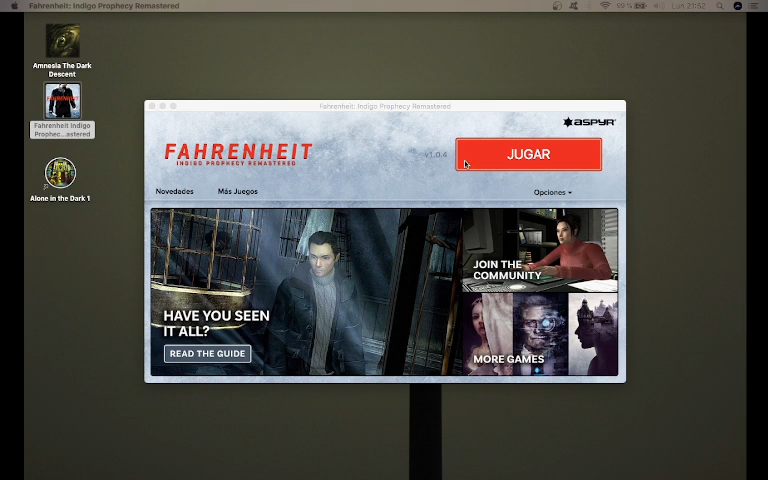 Fahrenheit: Indigo Prophecy Remastered
99 %
Lun 21:52
Amnesia The Dark
Descent
Fahrenheit Indigo
Prophec...astered
Alone in the Dark 1
Fahrenheit: Indigo Prophecy Remastered
ASPYR
FAHRENHEIT
INDIGO PROPHECY REMASTERED
v1.0.4
JUGAR
Novedades
Más Juegos
Opciones
HAVE YOU SEEN
IT ALL?
READ THE GUIDE
JOIN THE
COMMUNITY
MORE GAMES